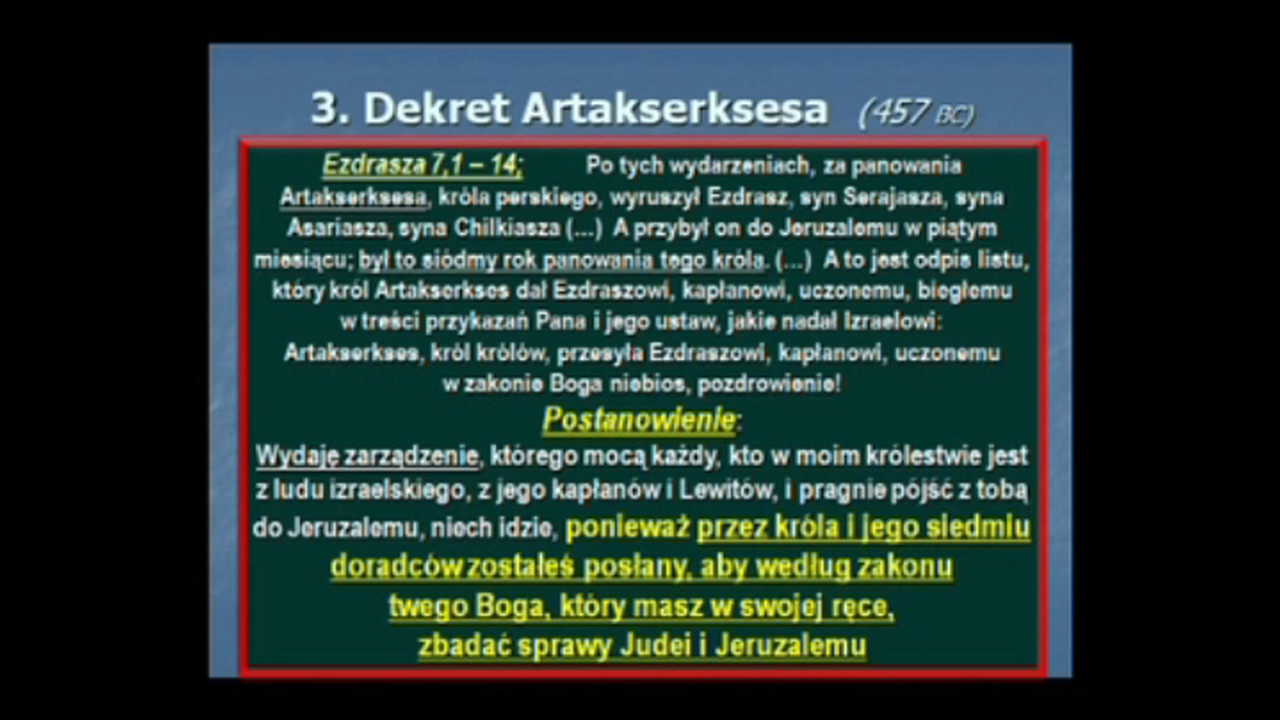 3. Dekret Artakserksesa (457 BC)
Ezdrasza 7,1 – 14; Po tych wydarzeniach, za panowania
Artakserksesa, króla perskiego, wyruszył Ezdrasz, syn Serajasza, syna
Asariasza, syna Chilkiasza (...) A przybył on do Jeruzalemu w piątym
miesiącu; był to siódmy rok panowania tego króla. (...) A to jest odpis listu,
który król Artakserkses dał Ezdraszowi, kapłanowi, uczonemu, biegłemu
w treści przykazań Pana i jego ustaw, jakie nadał Izraelowi:
Artakserkses, król królów, przesyła Ezdraszowi, kapłanowi, uczonemu
w zakonie Boga niebios, pozdrowienie!
Postanowienie:
Wydaję zarządzenie, którego mocą każdy, kto w moim królestwie jest
z ludu izraelskiego, z jego kapłanów i Lewitów, i pragnie pójść z tobą
do Jeruzalemu, niech idzie, ponieważ przez króla i jego siedmiu
doradców zostałeś posłany, aby według zakonu
twego Boga, który masz w swojej ręce,
zbadać sprawy Judei i Jeruzalemu